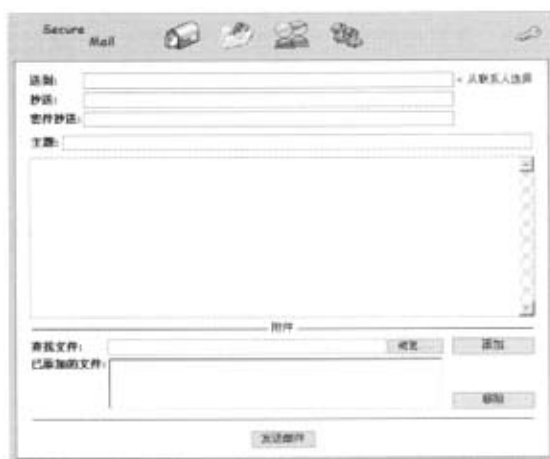 Secure
Mail
送到:
< 从联系人选择
抄送:
密件抄送:
主题:
附件
查找文件:
浏览
添加
已添加的文件:
移除
发送邮件